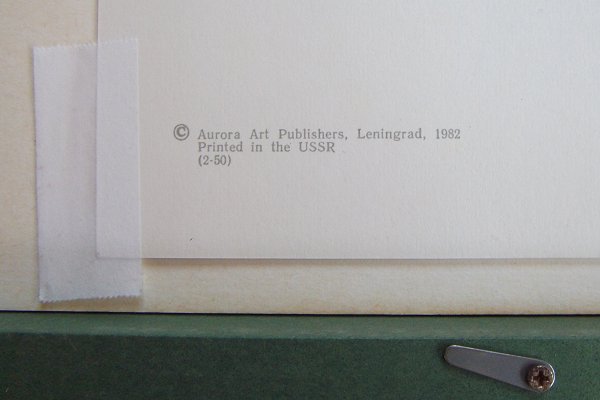 © Aurora Art Publishers, Leningrad, 1982
Printed in the USSR
(2-50)